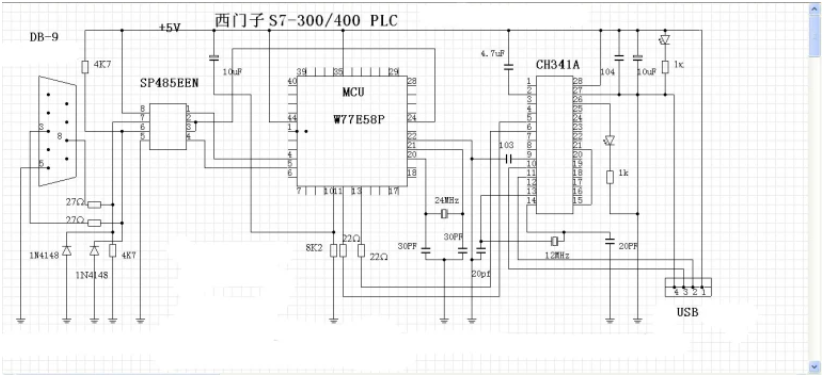 西门子 S7-300/400 PLC
+5V
DB-9
4K7
SP485EEN
10uF
39 35 29
40 28
MCU
W77E58P
44
1
24
22
21
20
18
4
5
6
7 10 11 13 17
8 1
7 2
6 3
5 4
3
8
5
27Ω
27Ω
1N4148
1N4148
4K7
8K2
22Ω
22Ω
24MHz
30PF
30PF
20pf
4.7uF
CH341A
103
104
10uF
1k
1k
1 28
2 27
3 26
4 25
5 24
6 23
7 22
8 21
9 20
10 19
11 18
12 17
13 16
14 15
12MHz
20PF
4 3 2 1
USB